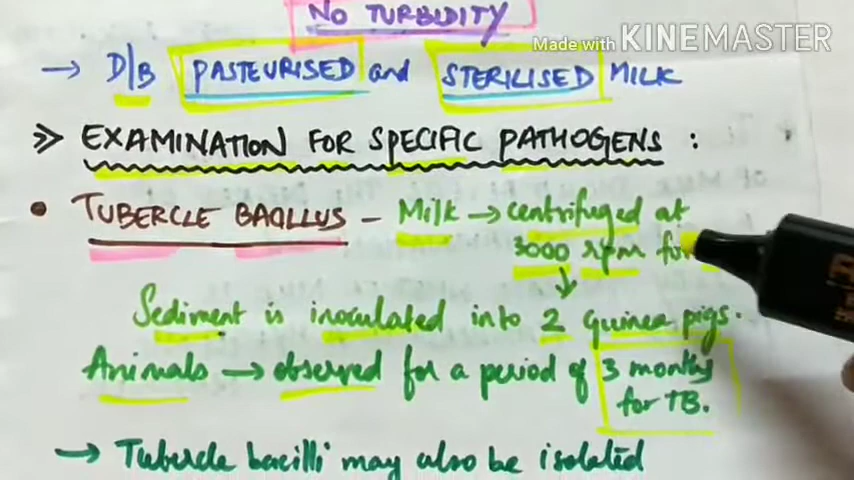 NO TURBIDITY
Made with KINEMASTER
→ D/B PASTEURISED and STERILISED MILK
» EXAMINATION FOR SPECIFIC PATHOGENS :
• TUBERCLE BACILLUS - Milk → centrifuged at
3000 rpm for
↓
Sediment is inoculated into 2 guinea pigs.
Animals → observed for a period of 3 months
for TB.
→ Tubercle bacilli may also be isolated